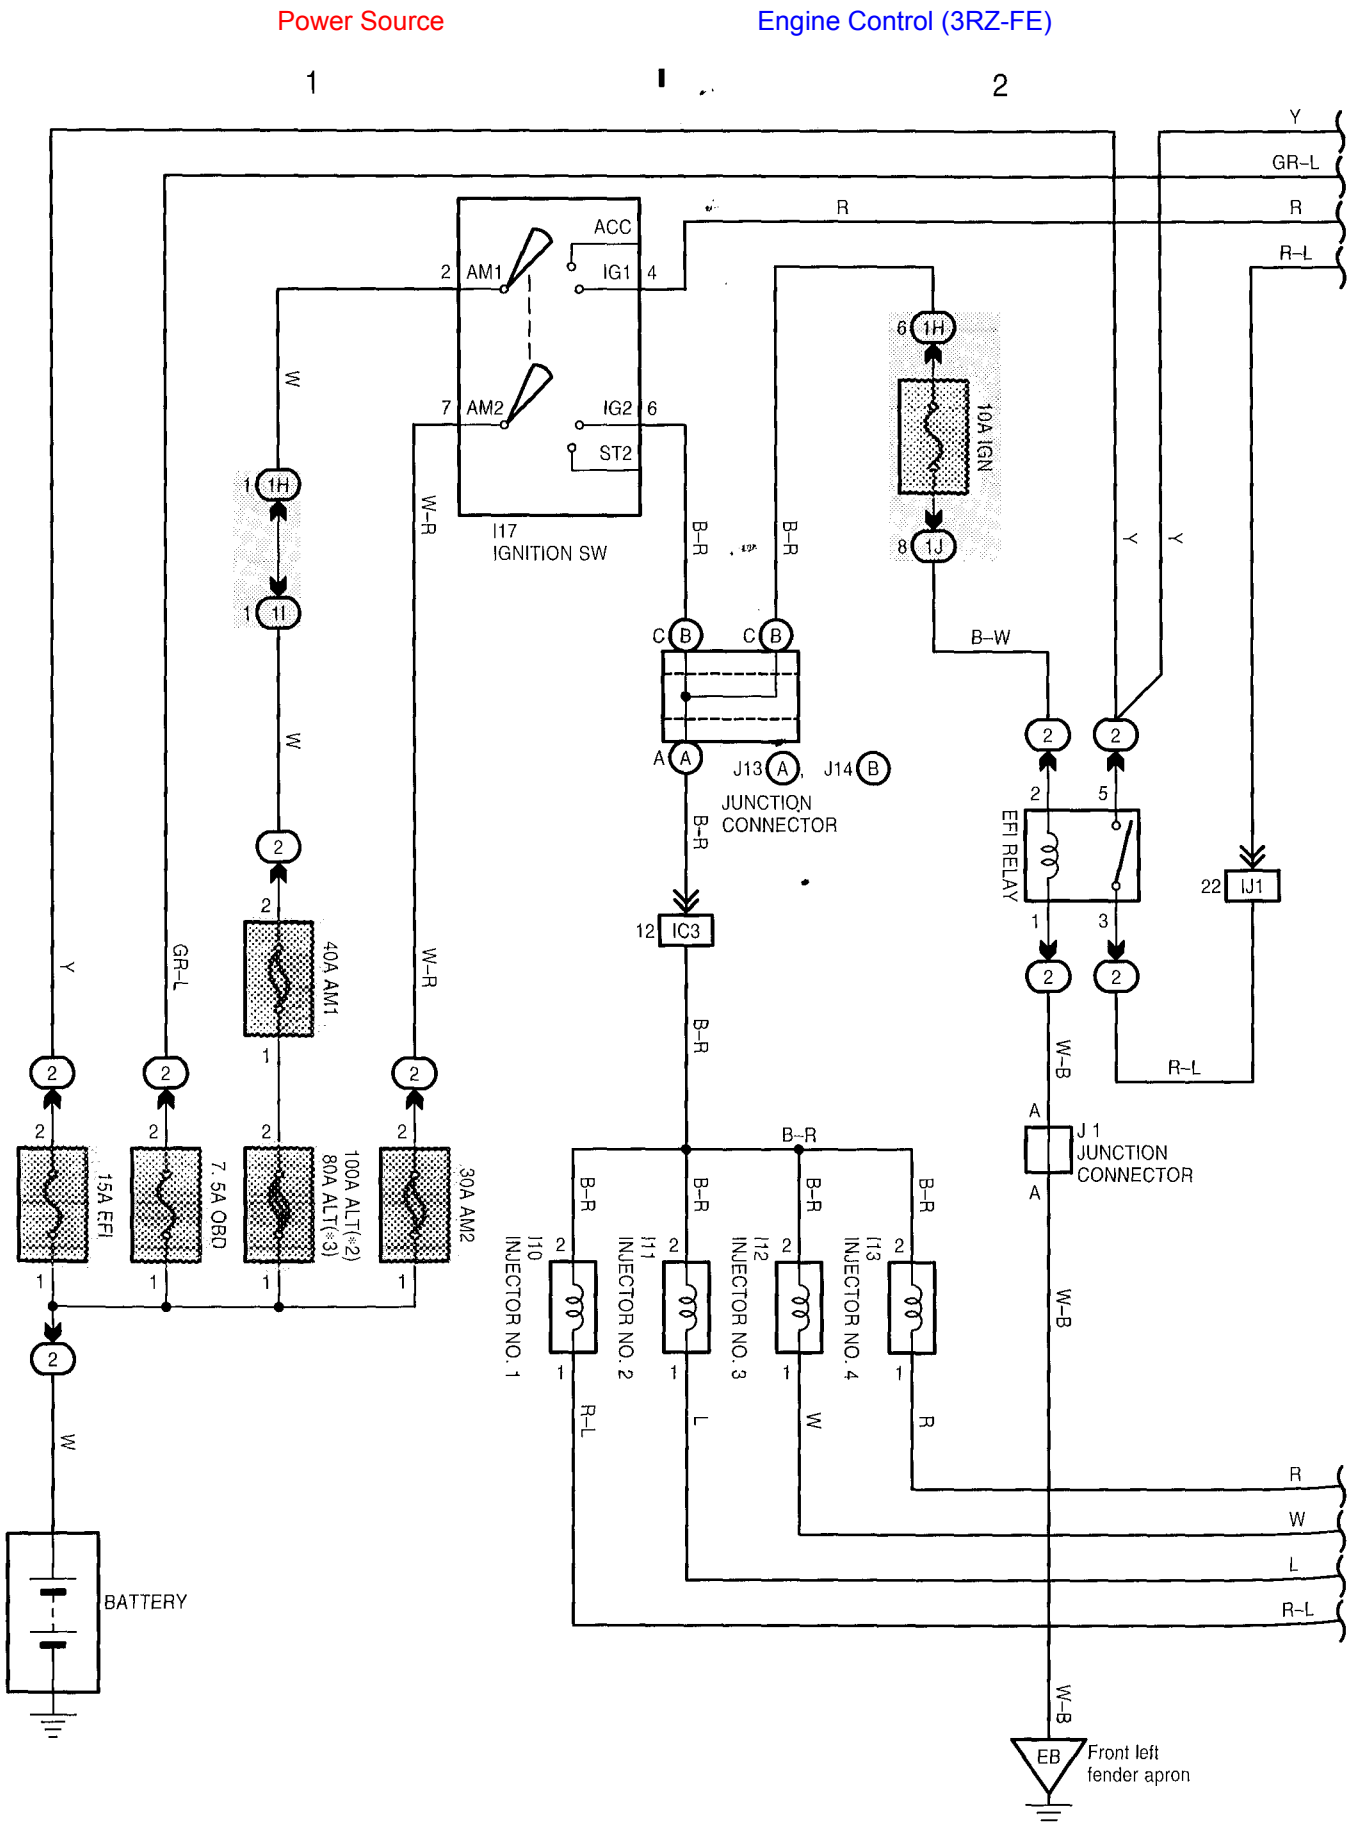 Power Source
Engine Control (3RZ-FE)
1
2
Y
GR-L
R
R
R-L
ACC
2
AM1
IG1
4
7
AM2
IG2
6
ST2
I17
IGNITION SW
W
1
1H
1
1I
W-R
B-R
B-R
6
1H
10A IGN
8
1J
B-W
Y
Y
C
B
C
B
A
A
J13
A
,
J14
B
JUNCTION
CONNECTOR
W
2
2
40A AM1
1
B-R
12
IC3
B-R
2
2
2
5
EFI RELAY
1
3
2
2
22
IJ1
R-L
W-B
Y
GR-L
W-R
2
2
2
2
2
2
2
15A EFI
7.5A OBD
100A ALT(*2)
80A ALT(*3)
30A AM2
1
1
1
1
2
W
BATTERY
B-R
B-R
B-R
B-R
B-R
2
2
2
2
I10
INJECTOR NO. 1
I11
INJECTOR NO. 2
I12
INJECTOR NO. 3
I13
INJECTOR NO. 4
1
1
1
1
R-L
L
W
R
A
J 1
JUNCTION
CONNECTOR
A
W-B
R
W
L
R-L
W-B
EB
Front left
fender apron